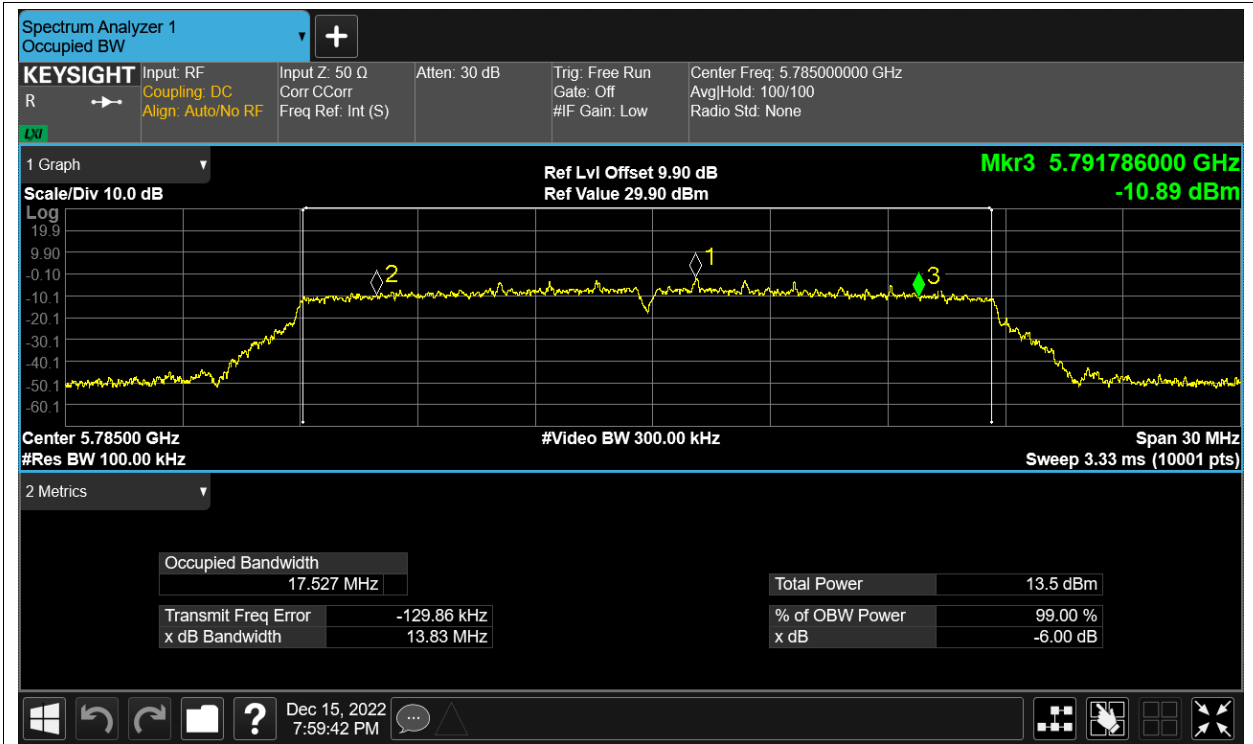 Spectrum Analyzer 1
Occupied BW
KEYSIGHT
R
LXI
Input: RF
Coupling: DC
Align: Auto/No RF
Input Z: 50 Ω
Corr CCorr
Freq Ref: Int (S)
Atten: 30 dB
Trig: Free Run
Gate: Off
#IF Gain: Low
Center Freq: 5.785000000 GHz
Avg|Hold: 100/100
Radio Std: None
1 Graph
Scale/Div 10.0 dB
Ref Lvl Offset 9.90 dB
Ref Value 29.90 dBm
Mkr3 5.791786000 GHz
-10.89 dBm
Log
19.9
9.90
-0.10
-10.1
-20.1
-30.1
-40.1
-50.1
-60.1
2
1
3
Center 5.78500 GHz
#Res BW 100.00 kHz
#Video BW 300.00 kHz
Span 30 MHz
Sweep 3.33 ms (10001 pts)
2 Metrics
Occupied Bandwidth
17.527 MHz
Transmit Freq Error -129.86 kHz
x dB Bandwidth 13.83 MHz
Total Power 13.5 dBm
% of OBW Power 99.00 %
x dB -6.00 dB
?
Dec 15, 2022
7:59:42 PM